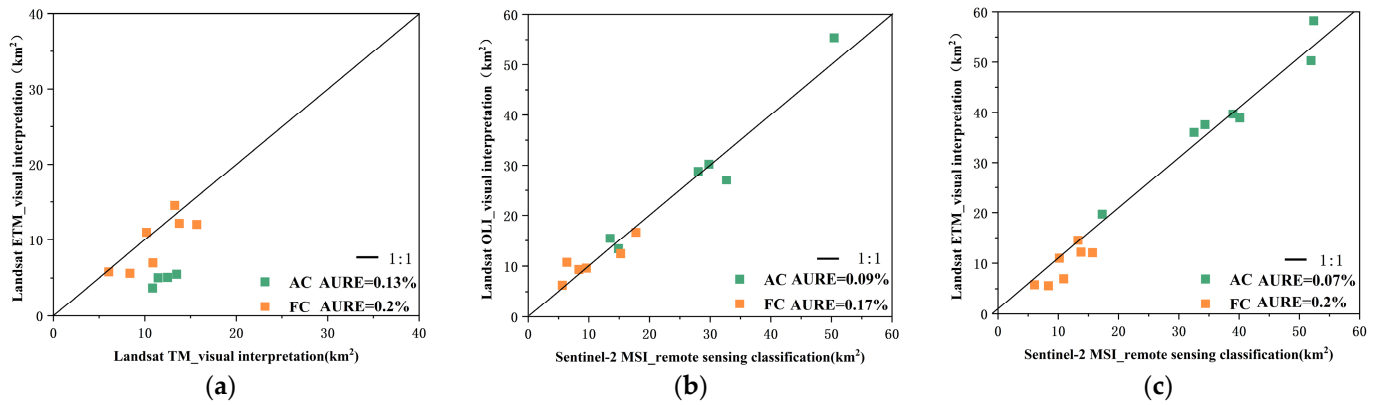 40
30
20
10
0
0
10
20
30
40
Landsat ETM_visual interpretation (km²)
Landsat TM_visual interpretation(km²)
1:1
AC AURE=0.13%
FC AURE=0.2%
(a)
60
50
40
30
20
10
0
0
10
20
30
40
50
60
Landsat OLI_visual interpretation (km²)
Sentinel-2 MSI_remote sensing classification(km²)
1:1
AC AURE=0.09%
FC AURE=0.17%
(b)
60
50
40
30
20
10
0
0
10
20
30
40
50
60
Landsat ETM_visual interpretation (km²)
Sentinel-2 MSI_remote sensing classification(km²)
1:1
AC AURE=0.07%
FC AURE=0.2%
(c)